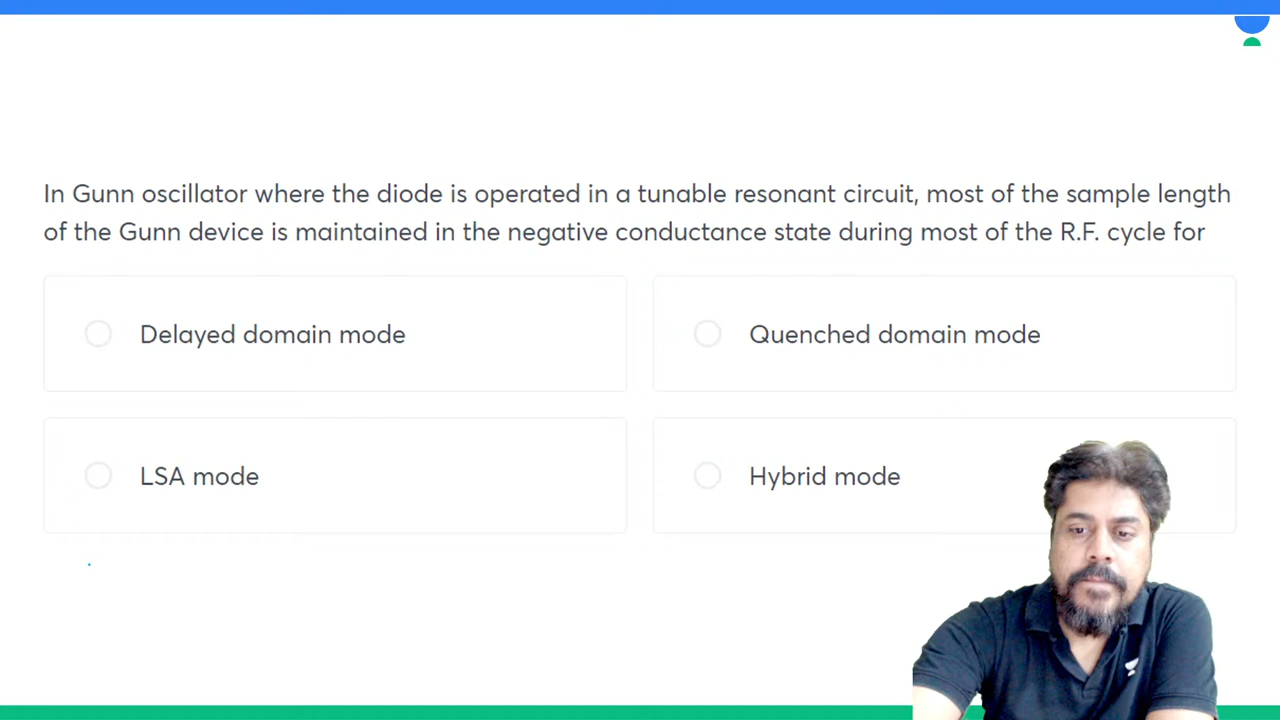 In Gunn oscillator where the diode is operated in a tunable resonant circuit, most of the sample length
of the Gunn device is maintained in the negative conductance state during most of the R.F. cycle for
Delayed domain mode
Quenched domain mode
LSA mode
Hybrid mode